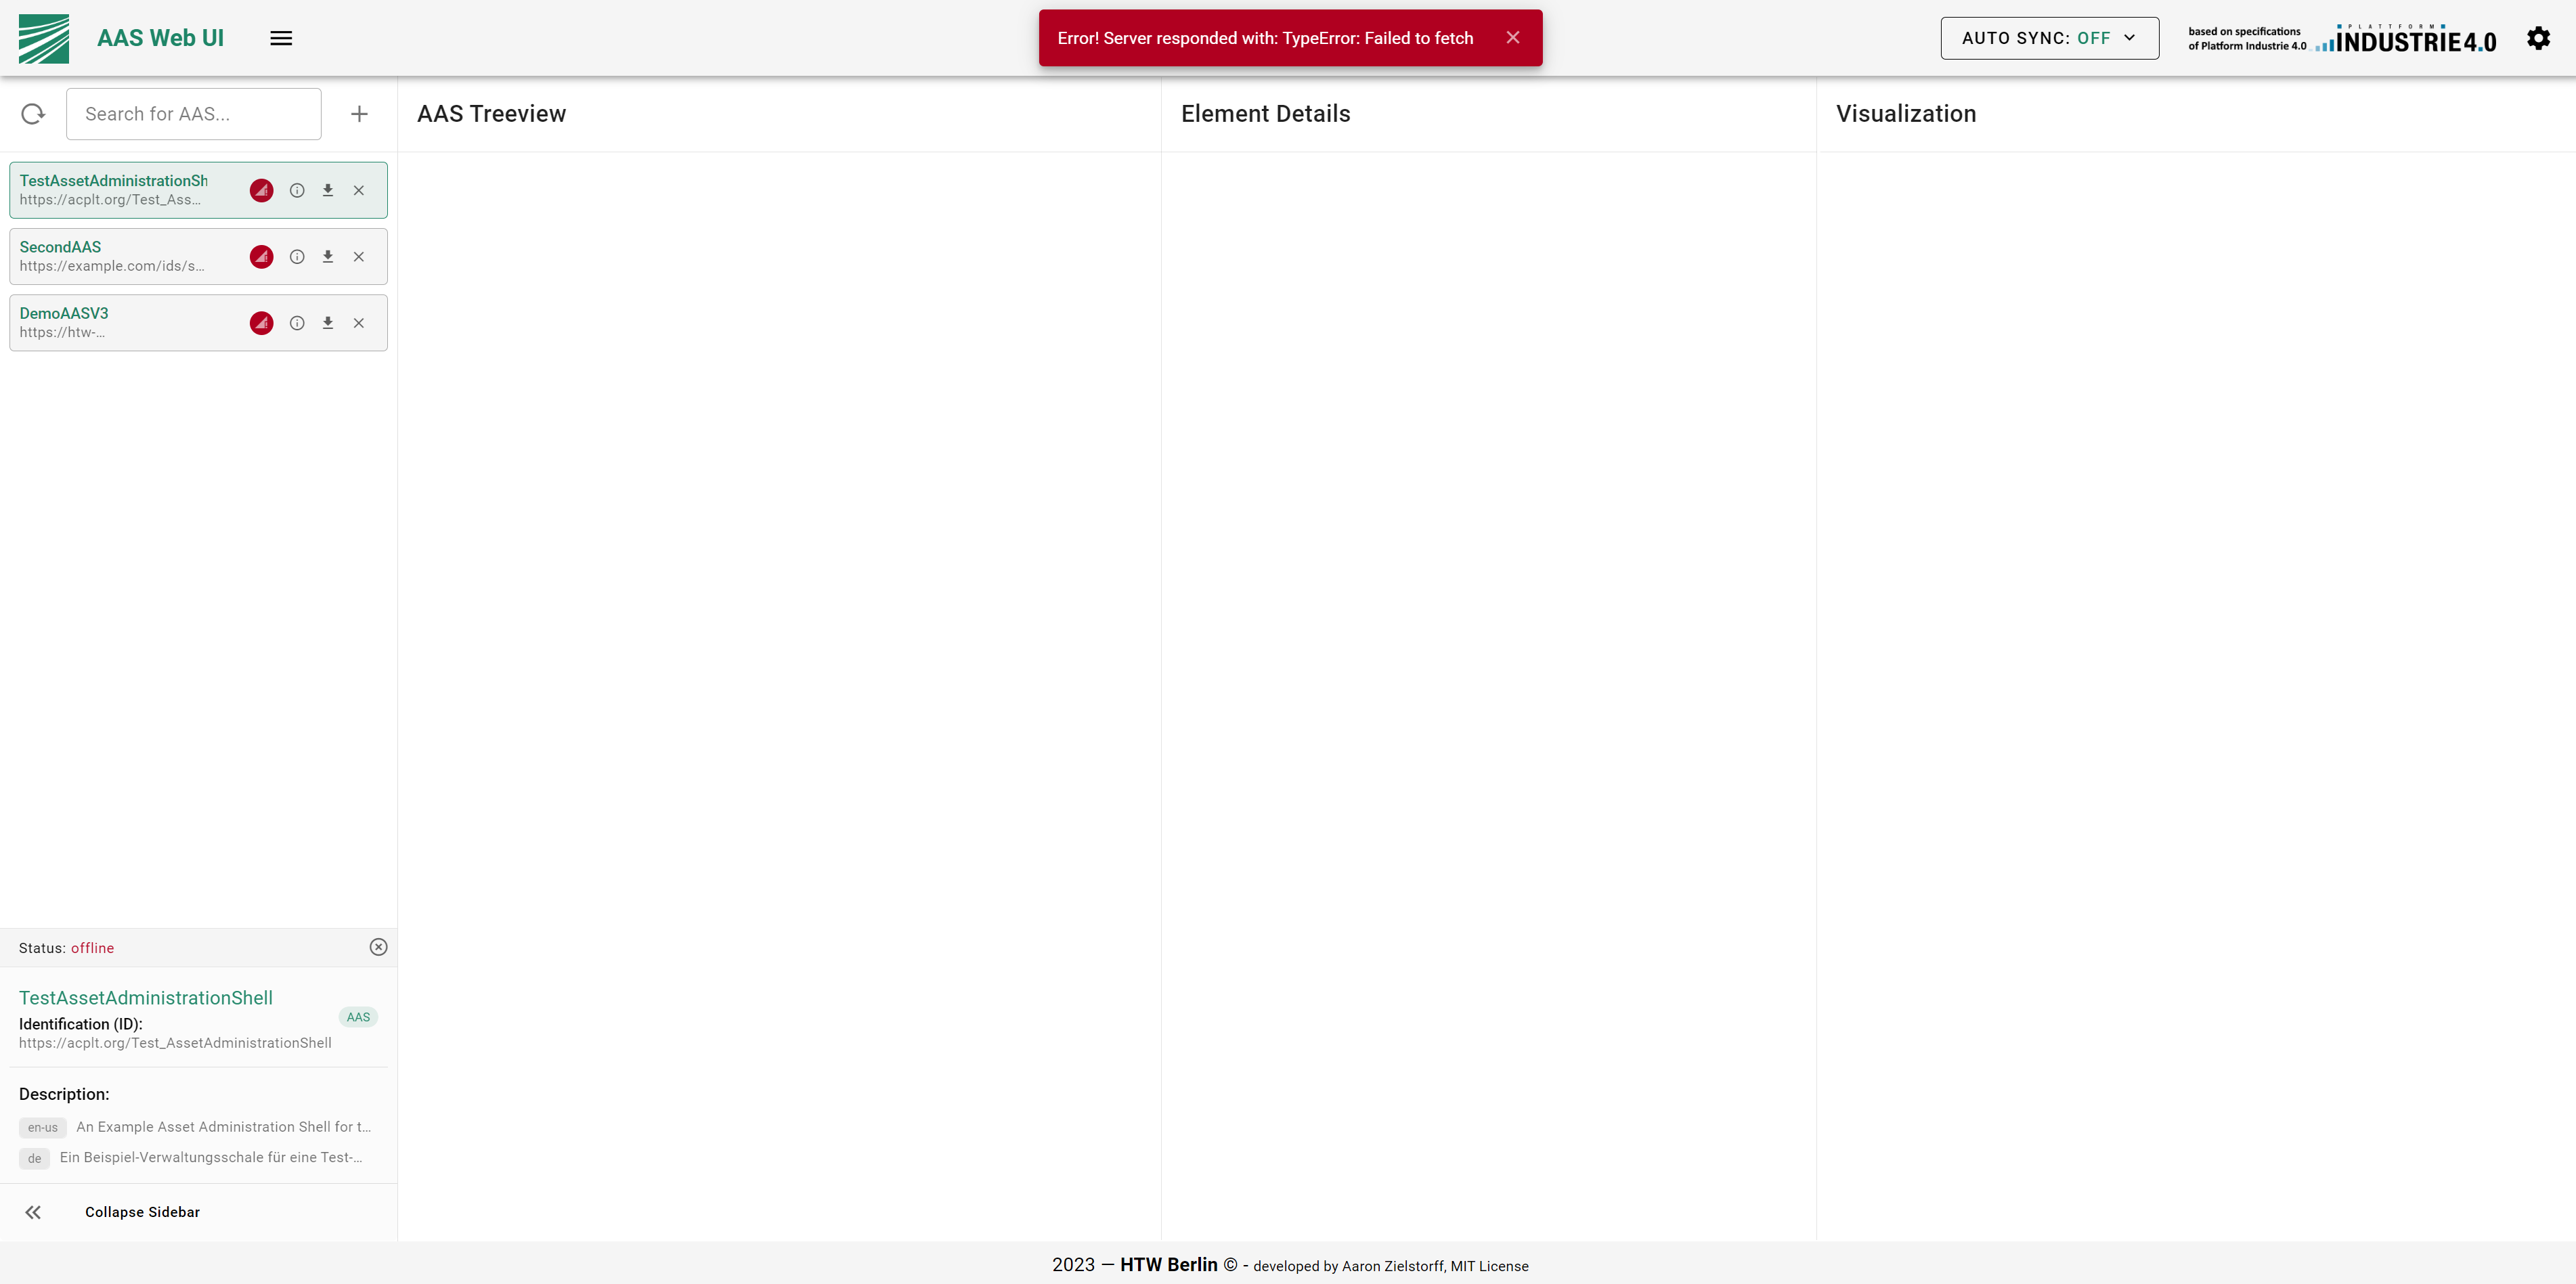 AAS Web UI
Error! Server responded with: TypeError: Failed to fetch
AUTO SYNC: OFF
based on specifications
of Platform Industrie 4.0
PLATTFORM
INDUSTRIE4.0
Search for AAS...
AAS Treeview
Element Details
Visualization
TestAssetAdministrationSh
https://acplt.org/Test_Ass...
SecondAAS
https://example.com/ids/s...
DemoAASV3
https://htw-...
Status: offline
TestAssetAdministrationShell
AAS
Identification (ID):
https://acplt.org/Test_AssetAdministrationShell
Description:
en-us An Example Asset Administration Shell for t...
de Ein Beispiel-Verwaltungsschale für eine Test-...
Collapse Sidebar
2023 — HTW Berlin © - developed by Aaron Zielstorff, MIT License